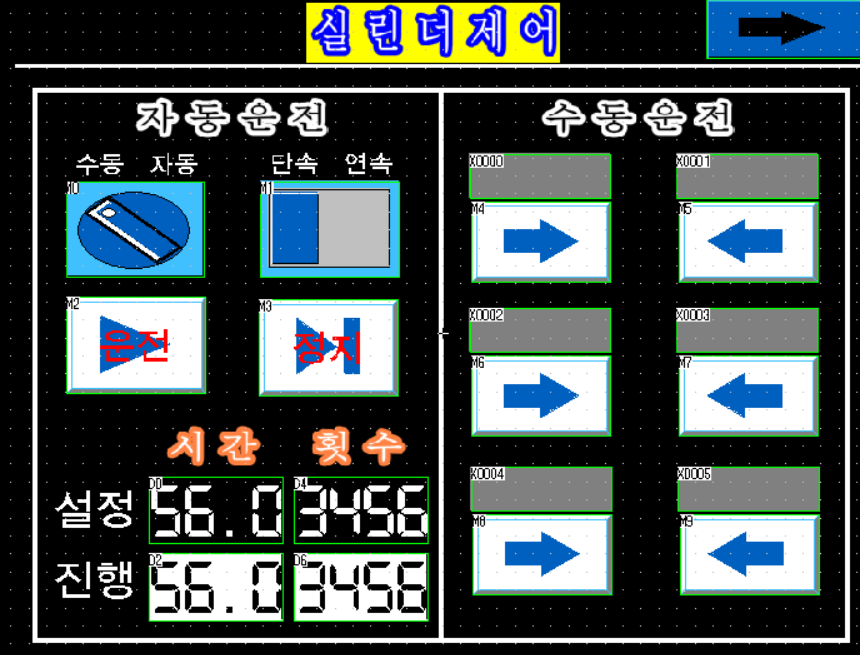 실린더제어
자동운전
수동 자동
단속 연속
M0
M1
M2
운전
M3
정지
시간 횟수
설정
D0
56.0
D4
3456
진행
D2
56.0
D6
3456
수동운전
X0000
X0001
M4
M5
X0002
X0003
M6
M7
X0004
X0005
M8
M9